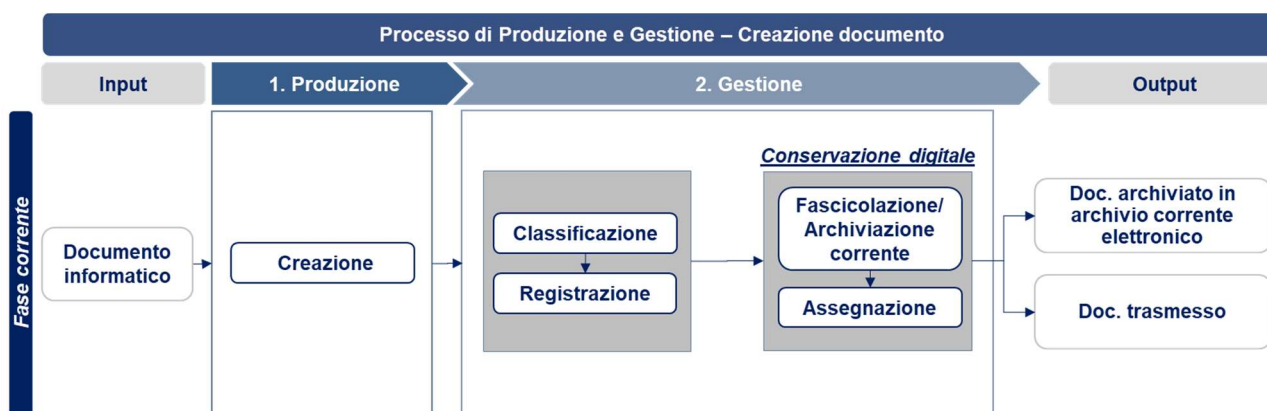 Processo di Produzione e Gestione – Creazione documento
Input
1. Produzione
2. Gestione
Output
Fase corrente
Documento
informatico
Creazione
Classificazione
Registrazione
Conservazione digitale
Fascicolazione/
Archiviazione
corrente
Assegnazione
Doc. archiviato in
archivio corrente
elettronico
Doc. trasmesso